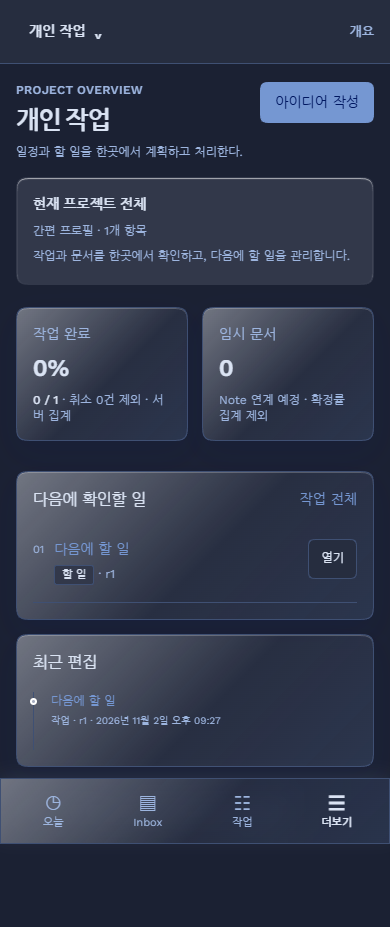 개인 작업
개요
PROJECT OVERVIEW
개인 작업
아이디어 작성
일정과 할 일을 한곳에서 계획하고 처리한다.
현재 프로젝트 전체
간편 프로필 · 1개 항목
작업과 문서를 한곳에서 확인하고, 다음에 할 일을 관리합니다.
작업 완료
0%
0 / 1 · 취소 0건 제외 · 서
버 집계
임시 문서
0
Note 연계 예정 · 확정률
집계 제외
다음에 확인할 일
작업 전체
01 다음에 할 일
할 일 · r1
열기
최근 편집
다음에 할 일
작업 · r1 · 2026년 11월 2일 오후 09:27
오늘
Inbox
작업
더보기